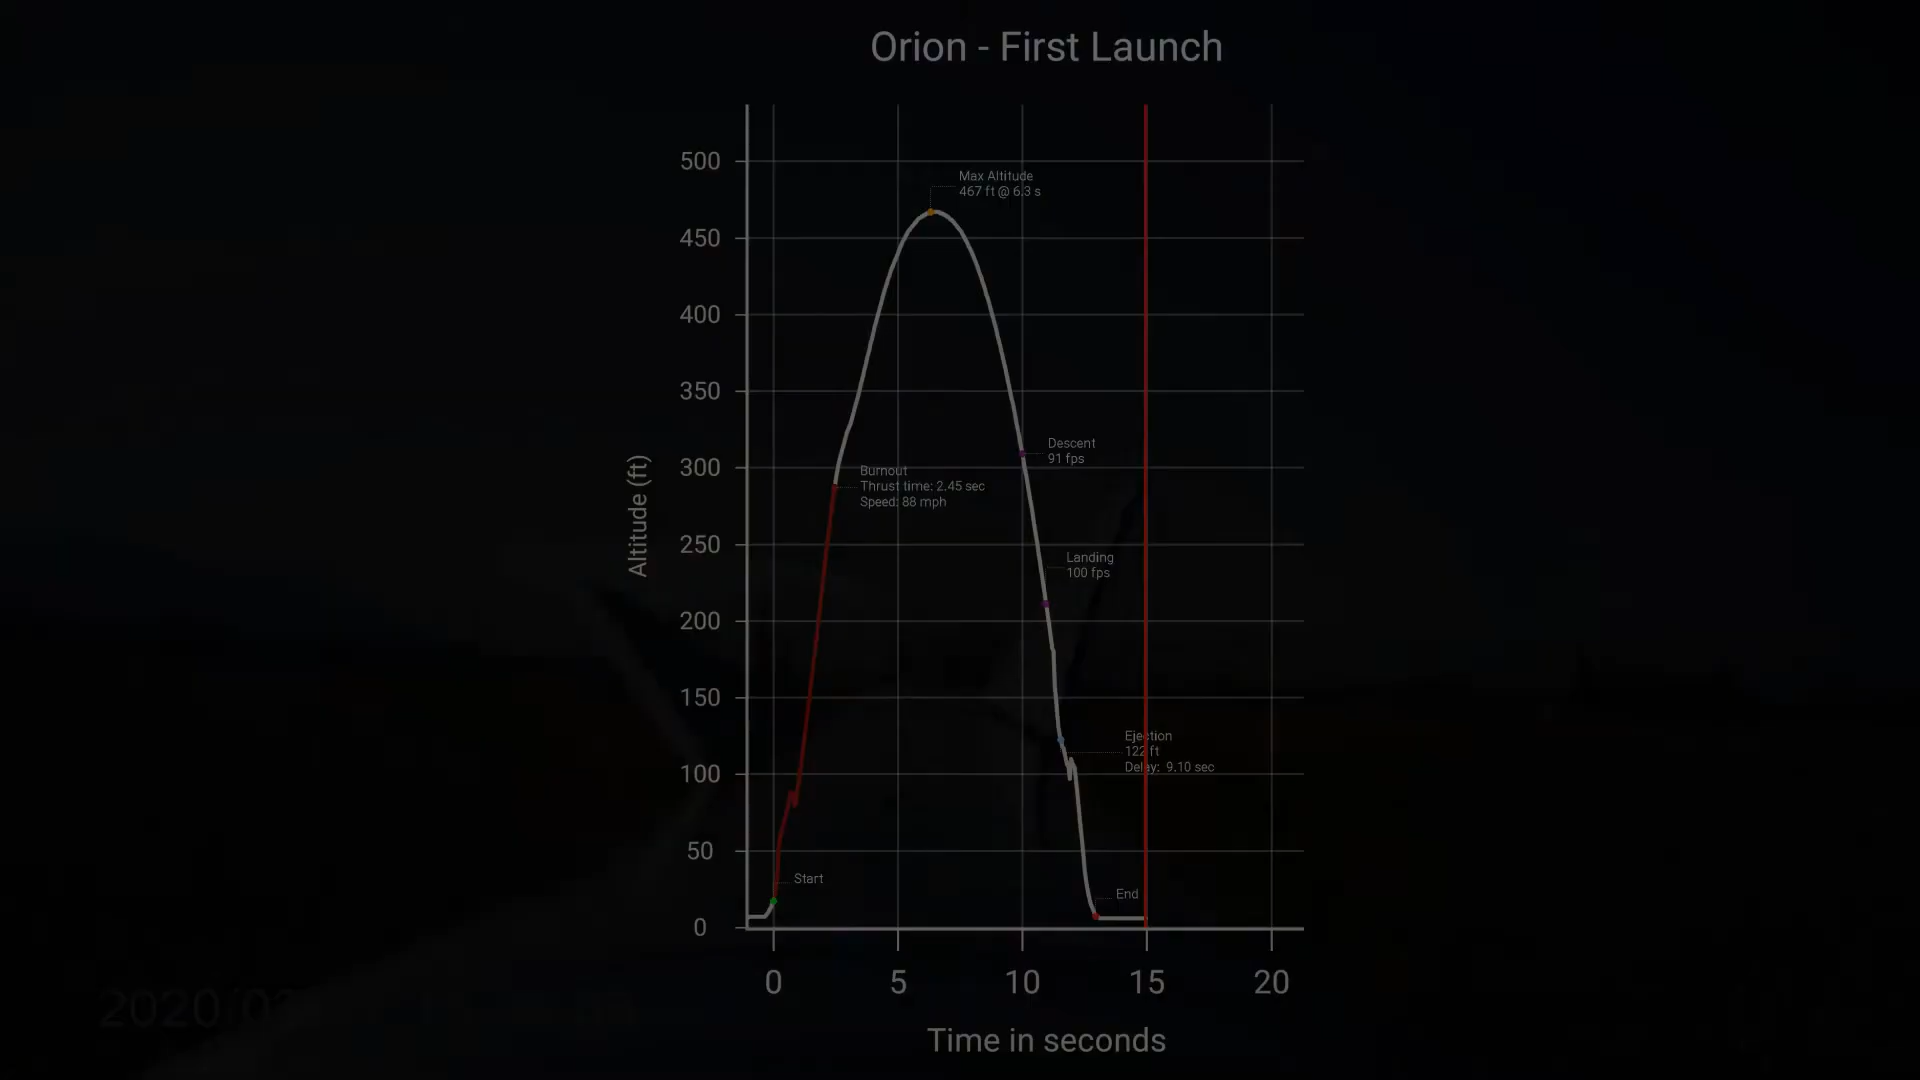 Orion - First Launch
500
450
400
350
300
250
200
150
100
50
0
Altitude (ft)
Max Altitude
467 ft @ 6.3 s
Descent
91 fps
Burnout
Thrust time: 2.45 sec
Speed: 88 mph
Landing
100 fps
Ejection
122 ft
Delay: 9.10 sec
Start
End
0
5
10
15
20
Time in seconds